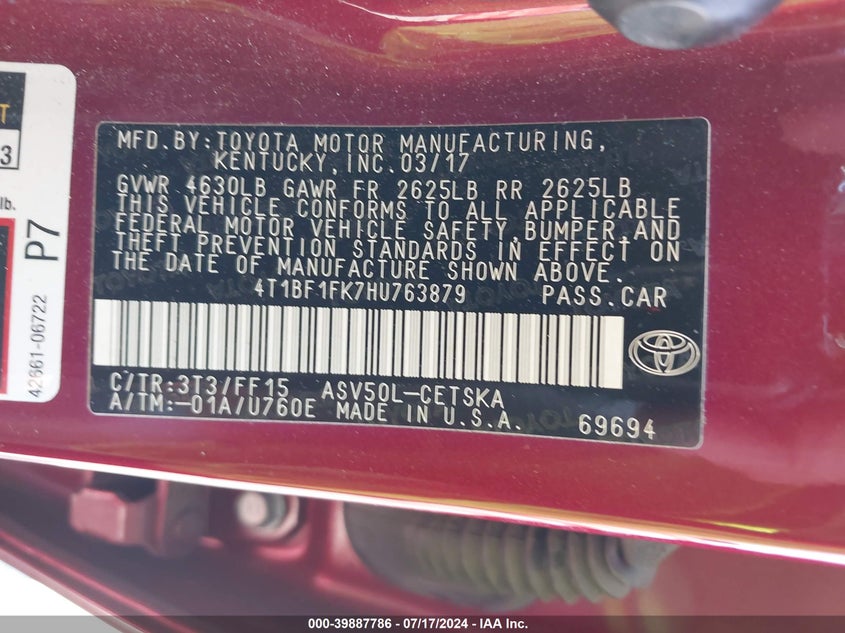 MFD.BY:TOYOTA MOTOR MANUFACTURING,
KENTUCKY,INC.03/17
GVWR 4630LB GAWR FR 2625LB RR 2625LB
THIS VEHICLE CONFORMS TO ALL APPLICABLE
FEDERAL MOTOR VEHICLE SAFETY,BUMPER,AND
THEFT PREVENTION STANDARDS IN EFFECT ON
THE DATE OF MANUFACTURE SHOWN ABOVE.
4T1BF1FK7HU763879 PASS.CAR
C/TR:3T3/FF15 ASV50L-CETSKA
A/TM:-01A/U760E MADE IN U.S.A.
69694
T
3
lb.
P7
42661-06722
000-39887786 - 07/17/2024 - IAA Inc.